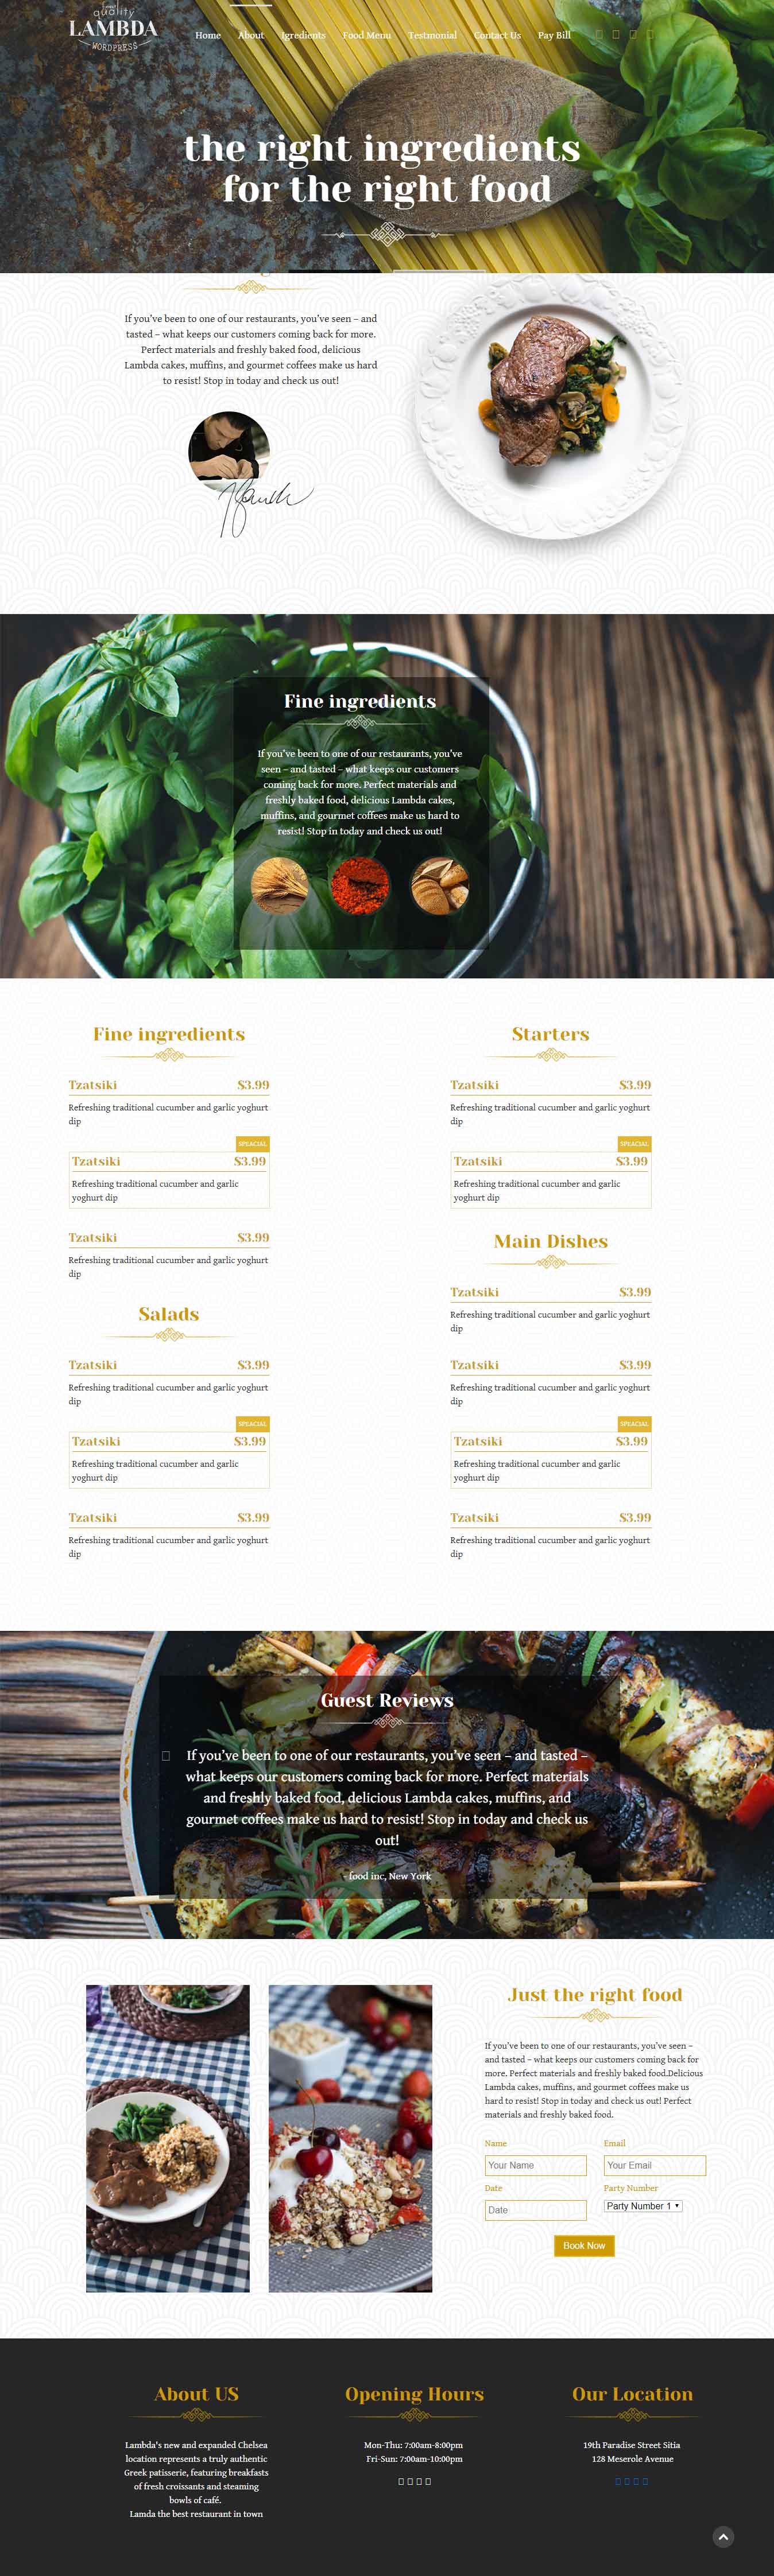 quality
LAMBDA
WORDPRESS
Home About Igredients Food Menu Testmonial Contact Us Pay Bill
the right ingredients
for the right food
If you've been to one of our restaurants, you've seen – and
tasted – what keeps our customers coming back for more.
Perfect materials and freshly baked food, delicious
Lambda cakes, muffins, and gourmet coffees make us hard
to resist! Stop in today and check us out!
Fine ingredients
If you've been to one of our restaurants, you've
seen – and tasted – what keeps our customers
coming back for more. Perfect materials and
freshly baked food, delicious Lambda cakes,
muffins, and gourmet coffees make us hard to
resist! Stop in today and check us out!
Fine ingredients
Tzatsiki $3.99
Refreshing traditional cucumber and garlic yoghurt
dip
SPEACIAL
Tzatsiki $3.99
Refreshing traditional cucumber and garlic
yoghurt dip
Tzatsiki $3.99
Refreshing traditional cucumber and garlic yoghurt
dip
Salads
Tzatsiki $3.99
Refreshing traditional cucumber and garlic yoghurt
dip
SPEACIAL
Tzatsiki $3.99
Refreshing traditional cucumber and garlic
yoghurt dip
Tzatsiki $3.99
Refreshing traditional cucumber and garlic yoghurt
dip
Starters
Tzatsiki $3.99
Refreshing traditional cucumber and garlic yoghurt
dip
SPEACIAL
Tzatsiki $3.99
Refreshing traditional cucumber and garlic
yoghurt dip
Main Dishes
Tzatsiki $3.99
Refreshing traditional cucumber and garlic yoghurt
dip
Tzatsiki $3.99
Refreshing traditional cucumber and garlic yoghurt
dip
SPEACIAL
Tzatsiki $3.99
Refreshing traditional cucumber and garlic
yoghurt dip
Tzatsiki $3.99
Refreshing traditional cucumber and garlic yoghurt
dip
Guest Reviews
If you've been to one of our restaurants, you've seen – and tasted –
what keeps our customers coming back for more. Perfect materials
and freshly baked food, delicious Lambda cakes, muffins, and
gourmet coffees make us hard to resist! Stop in today and check us
out!
- food inc, New York
Just the right food
If you've been to one of our restaurants, you've seen –
and tasted – what keeps our customers coming back for
more. Perfect materials and freshly baked food.Delicious
Lambda cakes, muffins, and gourmet coffees make us
hard to resist! Stop in today and check us out! Perfect
materials and freshly baked food.
Name Email
Your Name Your Email
Date Party Number
Date Party Number 1
Book Now
About US
Lambda's new and expanded Chelsea
location represents a truly authentic
Greek patisserie, featuring breakfasts
of fresh croissants and steaming
bowls of café.
Lamda the best restaurant in town
Opening Hours
Mon-Thu: 7:00am-8:00pm
Fri-Sun: 7:00am-10:00pm
Our Location
19th Paradise Street Sitia
128 Meserole Avenue